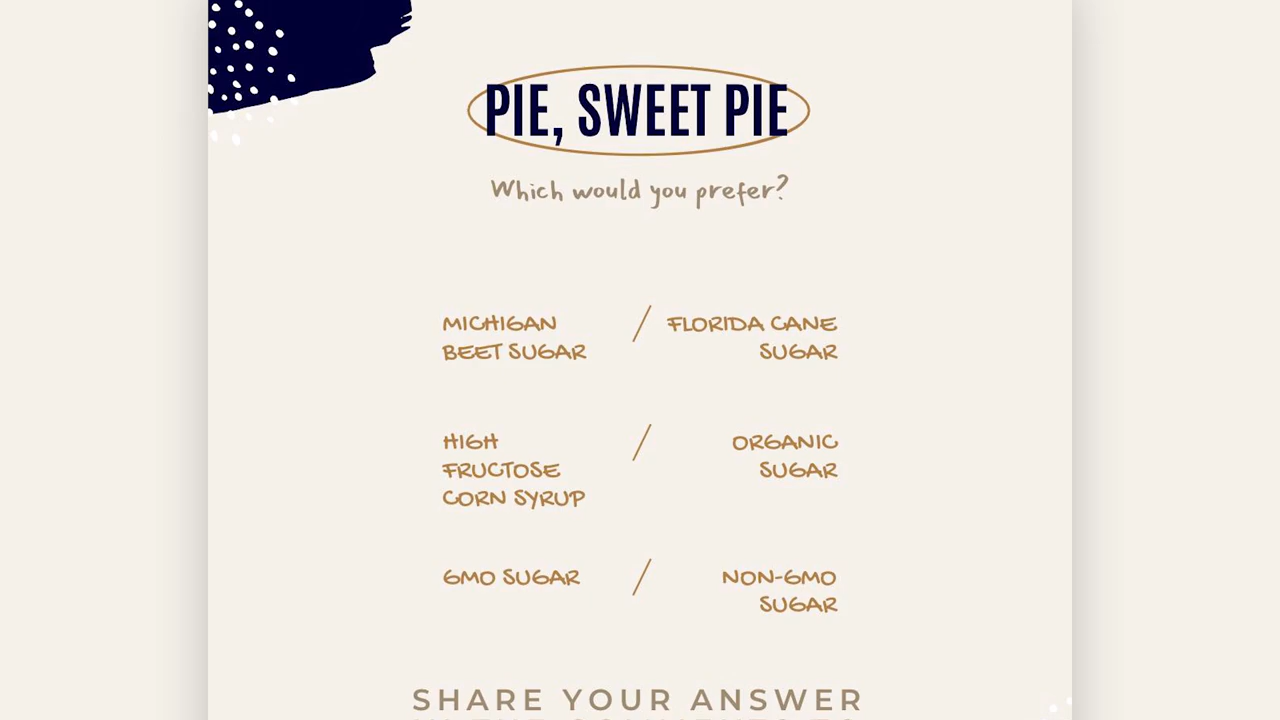 PIE, SWEET PIE
Which would you prefer?
MICHIGAN / FLORIDA CANE
BEET SUGAR SUGAR
HIGH / ORGANIC
FRUCTOSE SUGAR
CORN SYRUP
GMO SUGAR / NON-GMO
SUGAR
SHARE YOUR ANSWER